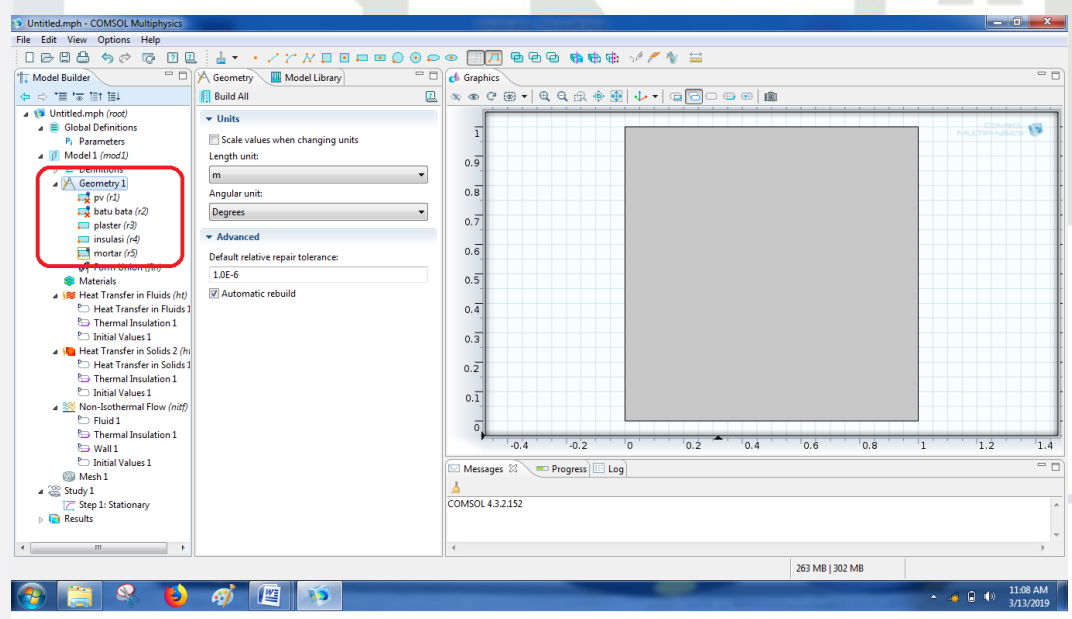 Untitled.mph - COMSOL Multiphysics
File Edit View Options Help
Model Builder
Untitled.mph (root)
Global Definitions
Pi Parameters
Model 1 (mod1)
Definitions
Geometry 1
pv (r1)
batu bata (r2)
plaster (r3)
insulasi (r4)
mortar (r5)
Form Union (fin)
Materials
Heat Transfer in Fluids (ht)
Heat Transfer in Fluids 1
Thermal Insulation 1
Initial Values 1
Heat Transfer in Solids 2 (ht
Heat Transfer in Solids 1
Thermal Insulation 1
Initial Values 1
Non-Isothermal Flow (nitf)
Fluid 1
Thermal Insulation 1
Wall 1
Initial Values 1
Mesh 1
Study 1
Step 1: Stationary
Results
Geometry Model Library
Build All
Units
Scale values when changing units
Length unit:
m
Angular unit:
Degrees
Advanced
Default relative repair tolerance:
1.0E-6
Automatic rebuild
Graphics
COMSOL
MULTIPHYSICS
1
0.9
0.8
0.7
0.6
0.5
0.4
0.3
0.2
0.1
0
-0.4 -0.2 0 0.2 0.4 0.6 0.8 1 1.2 1.4
Messages Progress Log
COMSOL 4.3.2.152
263 MB | 302 MB
11:08 AM
3/13/2019